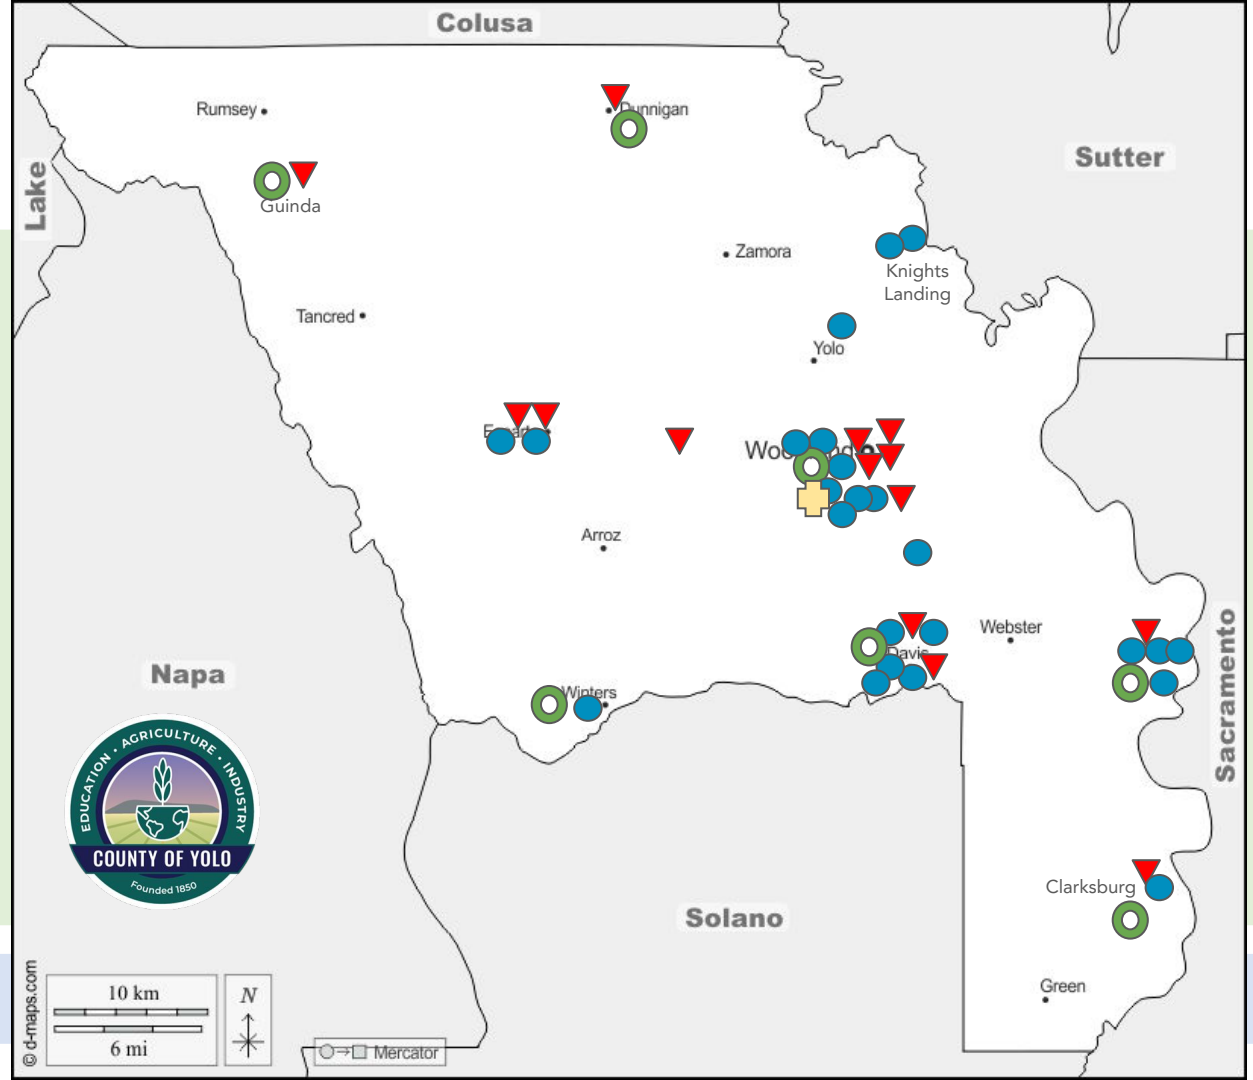 Colusa
Rumsey
Dunnigan
Sutter
Lake
Guinda
Zamora
Knights
Landing
Tancred
Yolo
Arroz
Webster
Davis
Napa
Winters
Sacramento
EDUCATION • AGRICULTURE • INDUSTRY
COUNTY OF YOLO
Founded 1850
Clarksburg
Solano
Green
© d-maps.com
10 km
6 mi
N
Mercator